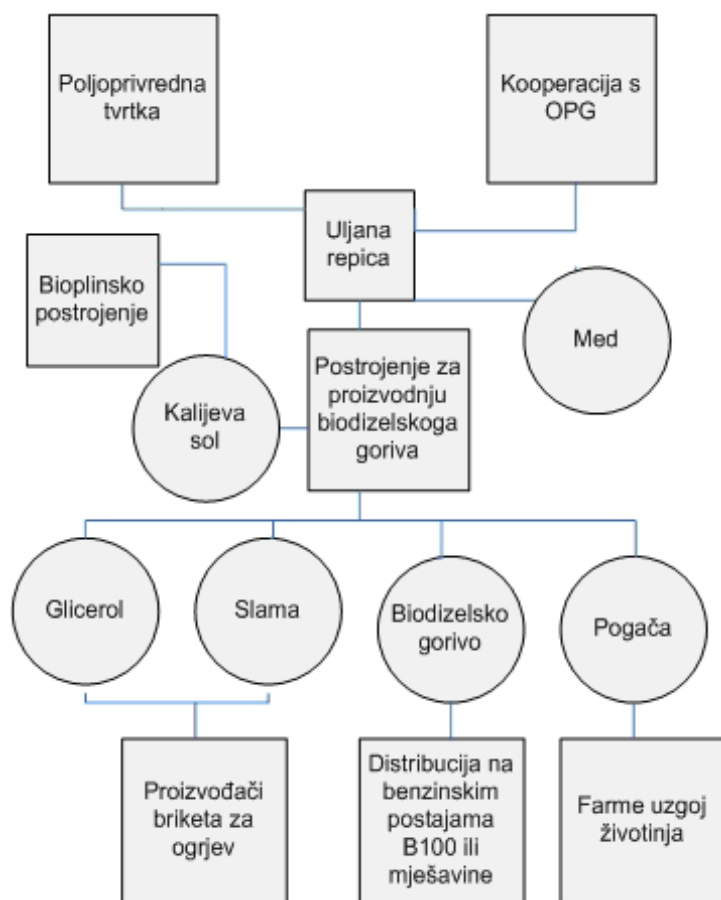 Poljoprivredna
tvrtka
Kooperacija s
OPG
Uljana
repica
Bioplinsko
postrojenje
Med
Postrojenje za
proizvodnju
biodizelskoga
goriva
Kalijeva
sol
Glicerol
Slama
Biodizelsko
gorivo
Pogača
Proizvođači
briketa za
ogrjev
Distribucija na
benzinskim
postajama
B100 ili
mješavine
Farme uzgoj
životinja